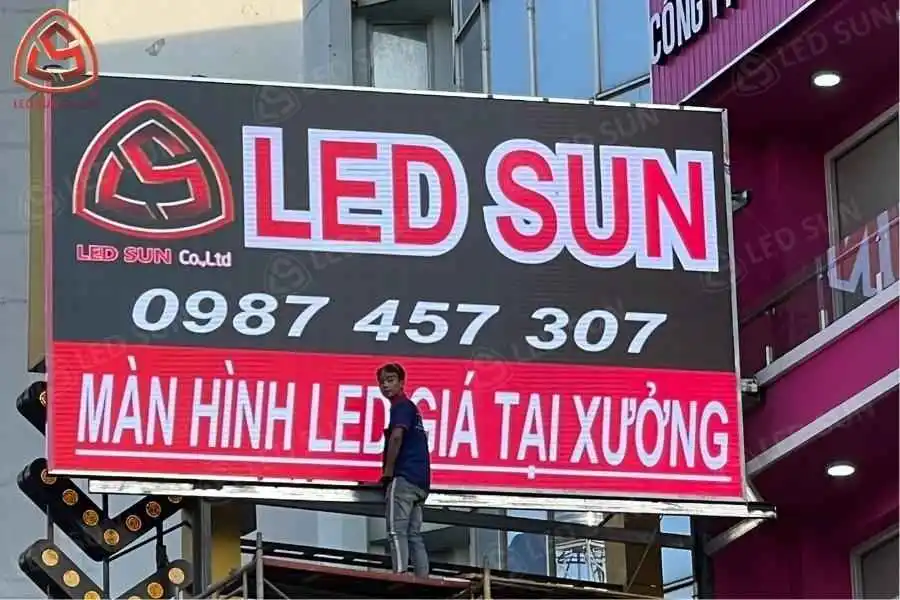 CÔNG T
LED SUN
LED SUN Co.,Ltd
0987 457 307
MÀN HÌNH LED GIÁ TẠI XƯỞNG
LED SUN